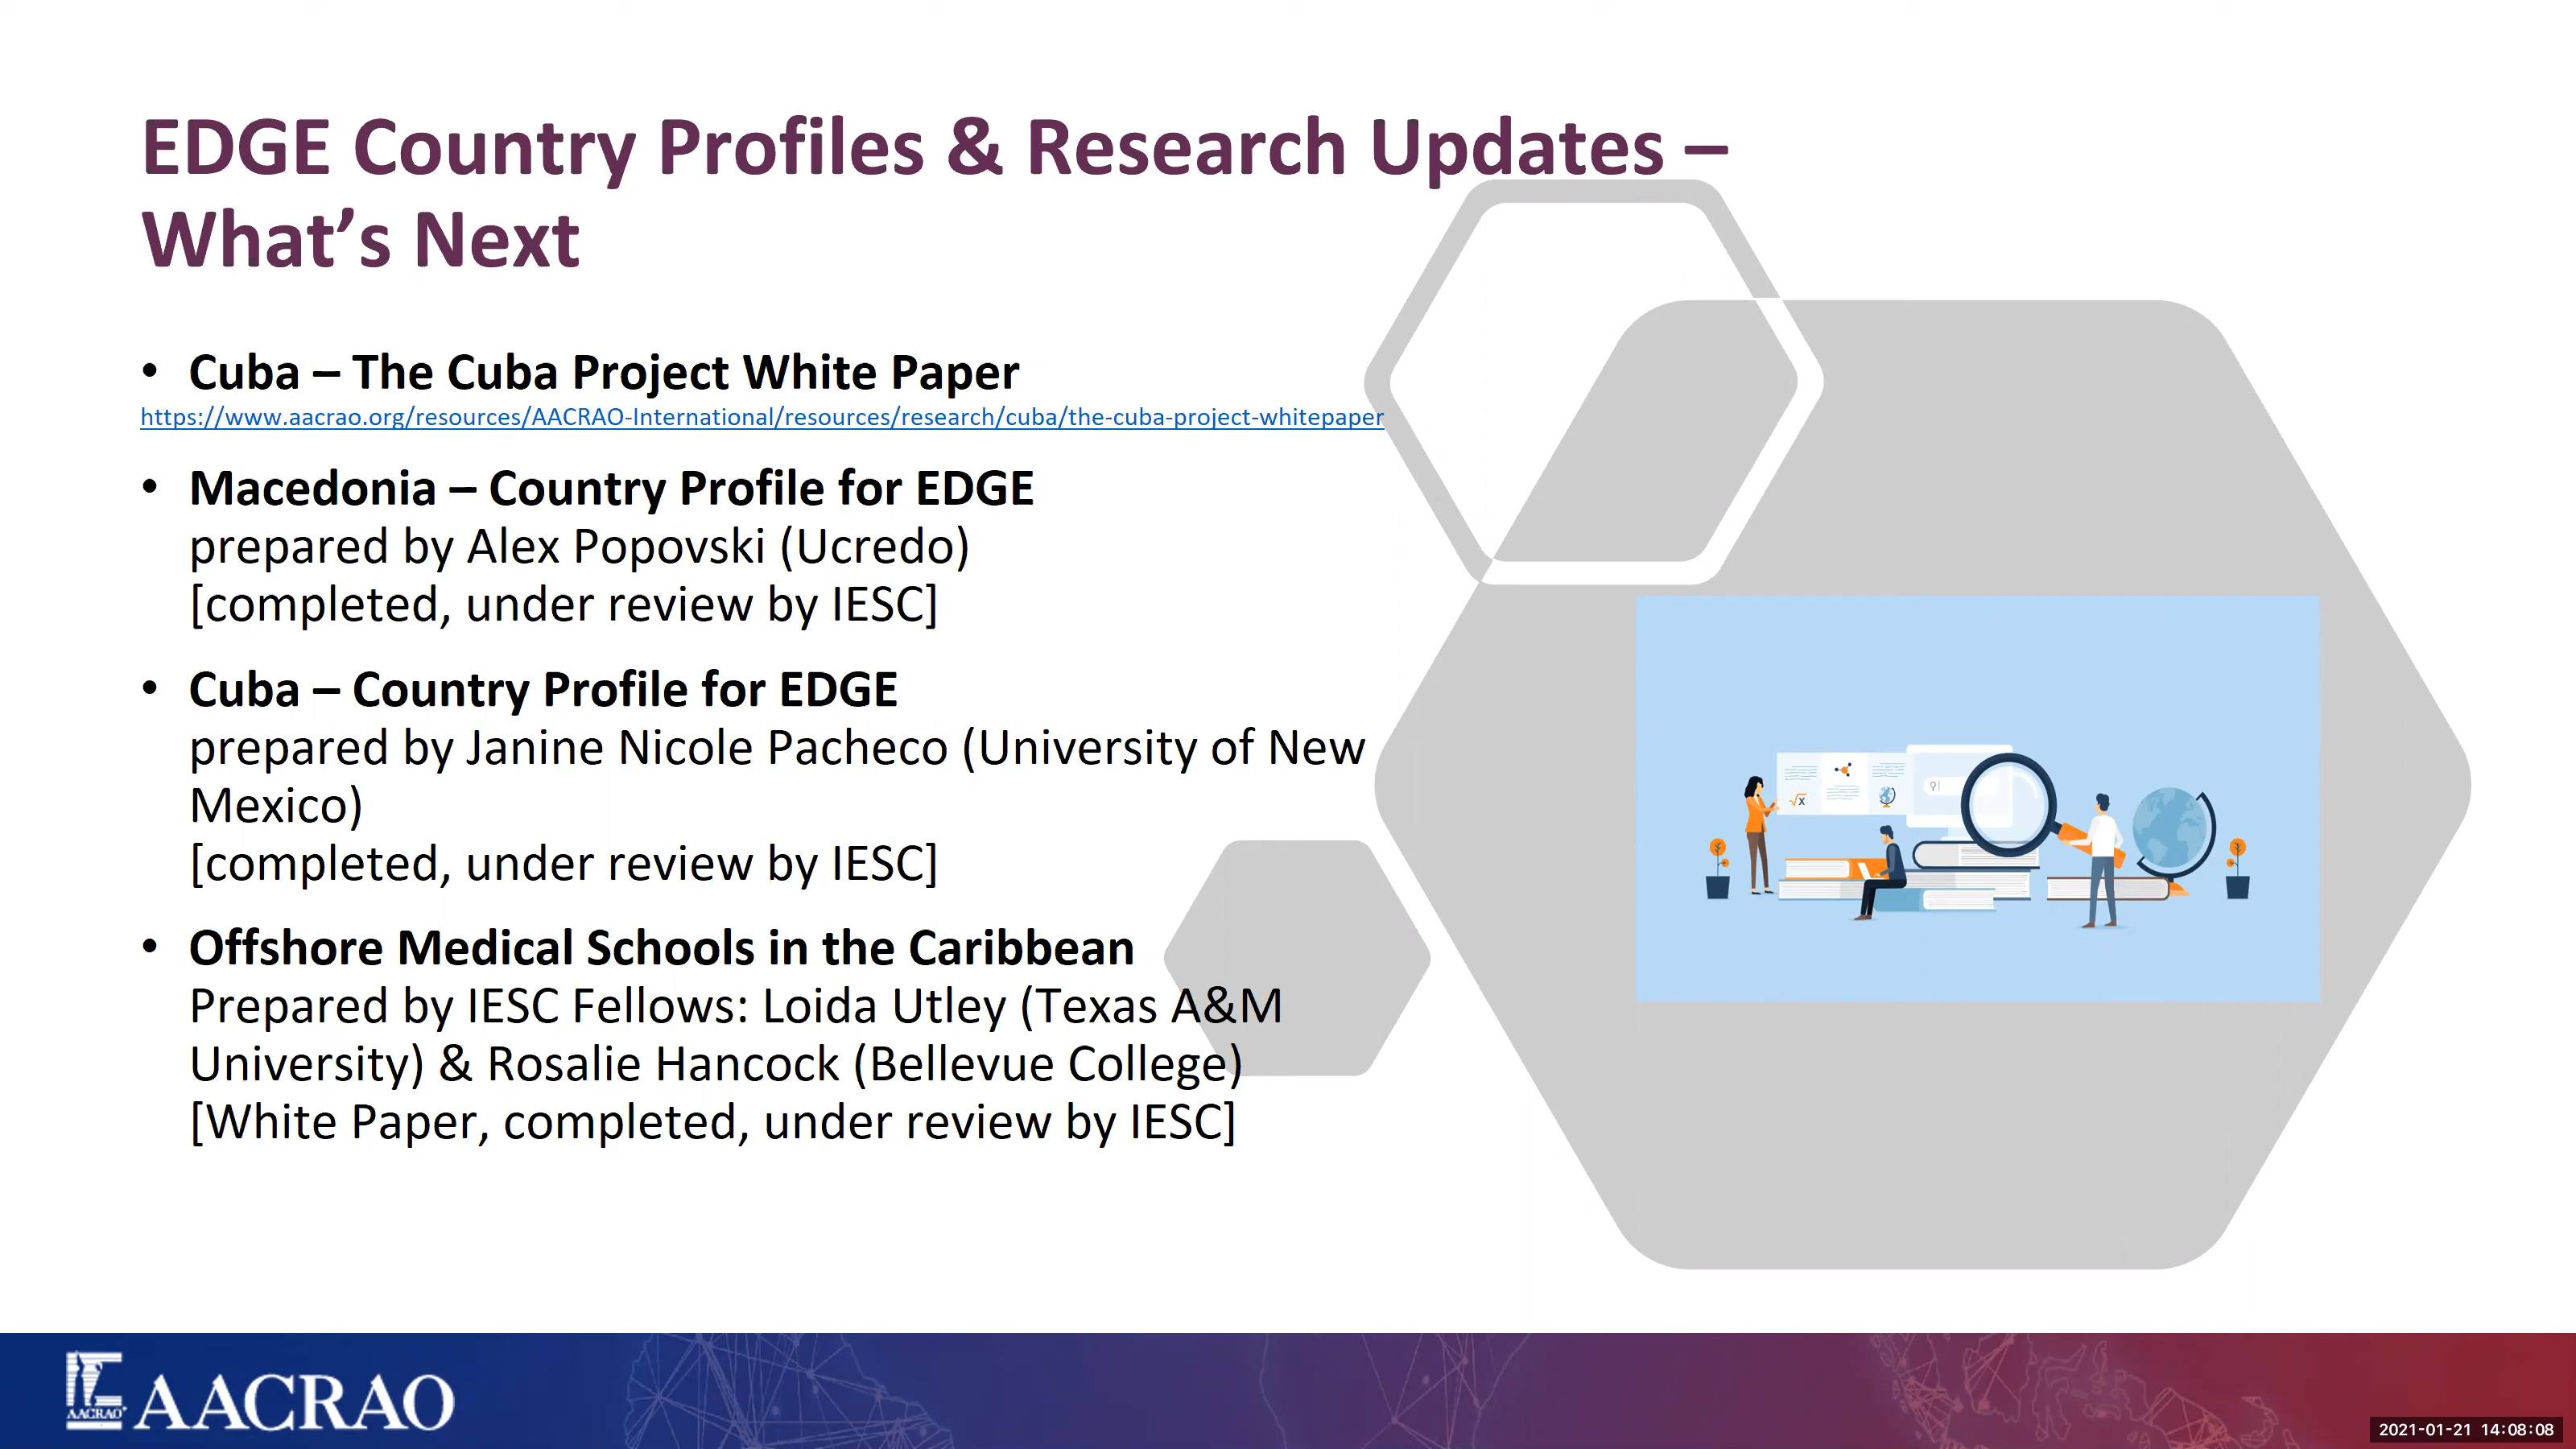 EDGE Country Profiles & Research Updates –
What’s Next
• Cuba – The Cuba Project White Paper
https://www.aacrao.org/resources/AACRAO-International/resources/research/cuba/the-cuba-project-whitepaper
• Macedonia – Country Profile for EDGE
prepared by Alex Popovski (Ucredo)
[completed, under review by IESC]
• Cuba – Country Profile for EDGE
prepared by Janine Nicole Pacheco (University of New
Mexico)
[completed, under review by IESC]
• Offshore Medical Schools in the Caribbean
Prepared by IESC Fellows: Loida Utley (Texas A&M
University) & Rosalie Hancock (Bellevue College)
[White Paper, completed, under review by IESC]
√x
AACRAO
AACRAO
2021-01-21 14:08:08